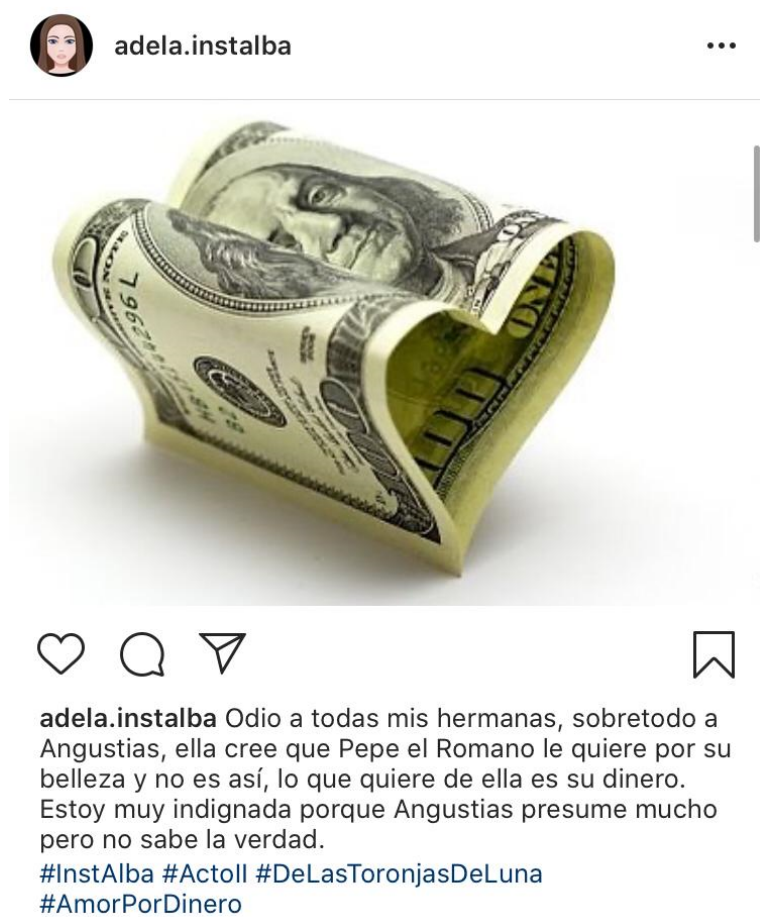 adela.instalba
ONE
100
adela.instalba Odio a todas mis hermanas, sobretodo a
Angustias, ella cree que Pepe el Romano le quiere por su
belleza y no es así, lo que quiere de ella es su dinero.
Estoy muy indignada porque Angustias presume mucho
pero no sabe la verdad.
#InstAlba #ActoII #DeLasToronjasDeLuna
#AmorPorDinero